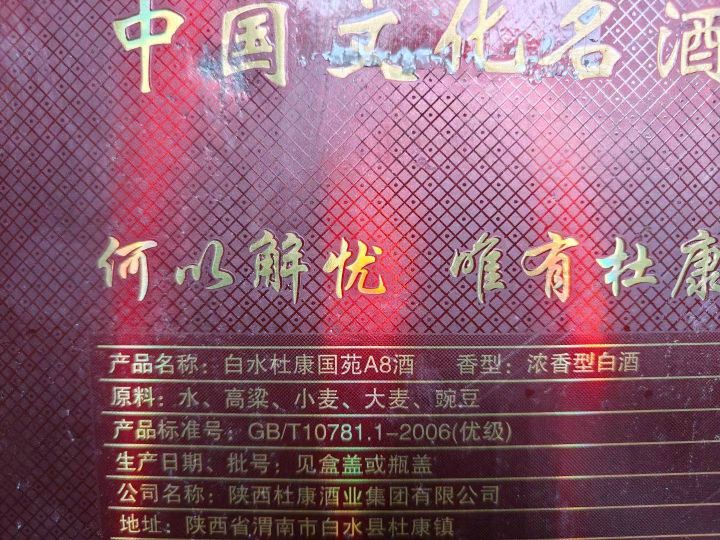 中国文化名酒
何以解忧 唯有杜康
产品名称：白水杜康国苑A8酒 香型：浓香型白酒
原料：水、高粱、小麦、大麦、豌豆
产品标准号：GB/T10781.1-2006(优级)
生产日期、批号：见盒盖或瓶盖
公司名称：陕西杜康酒业集团有限公司
地址：陕西省渭南市白水县杜康镇